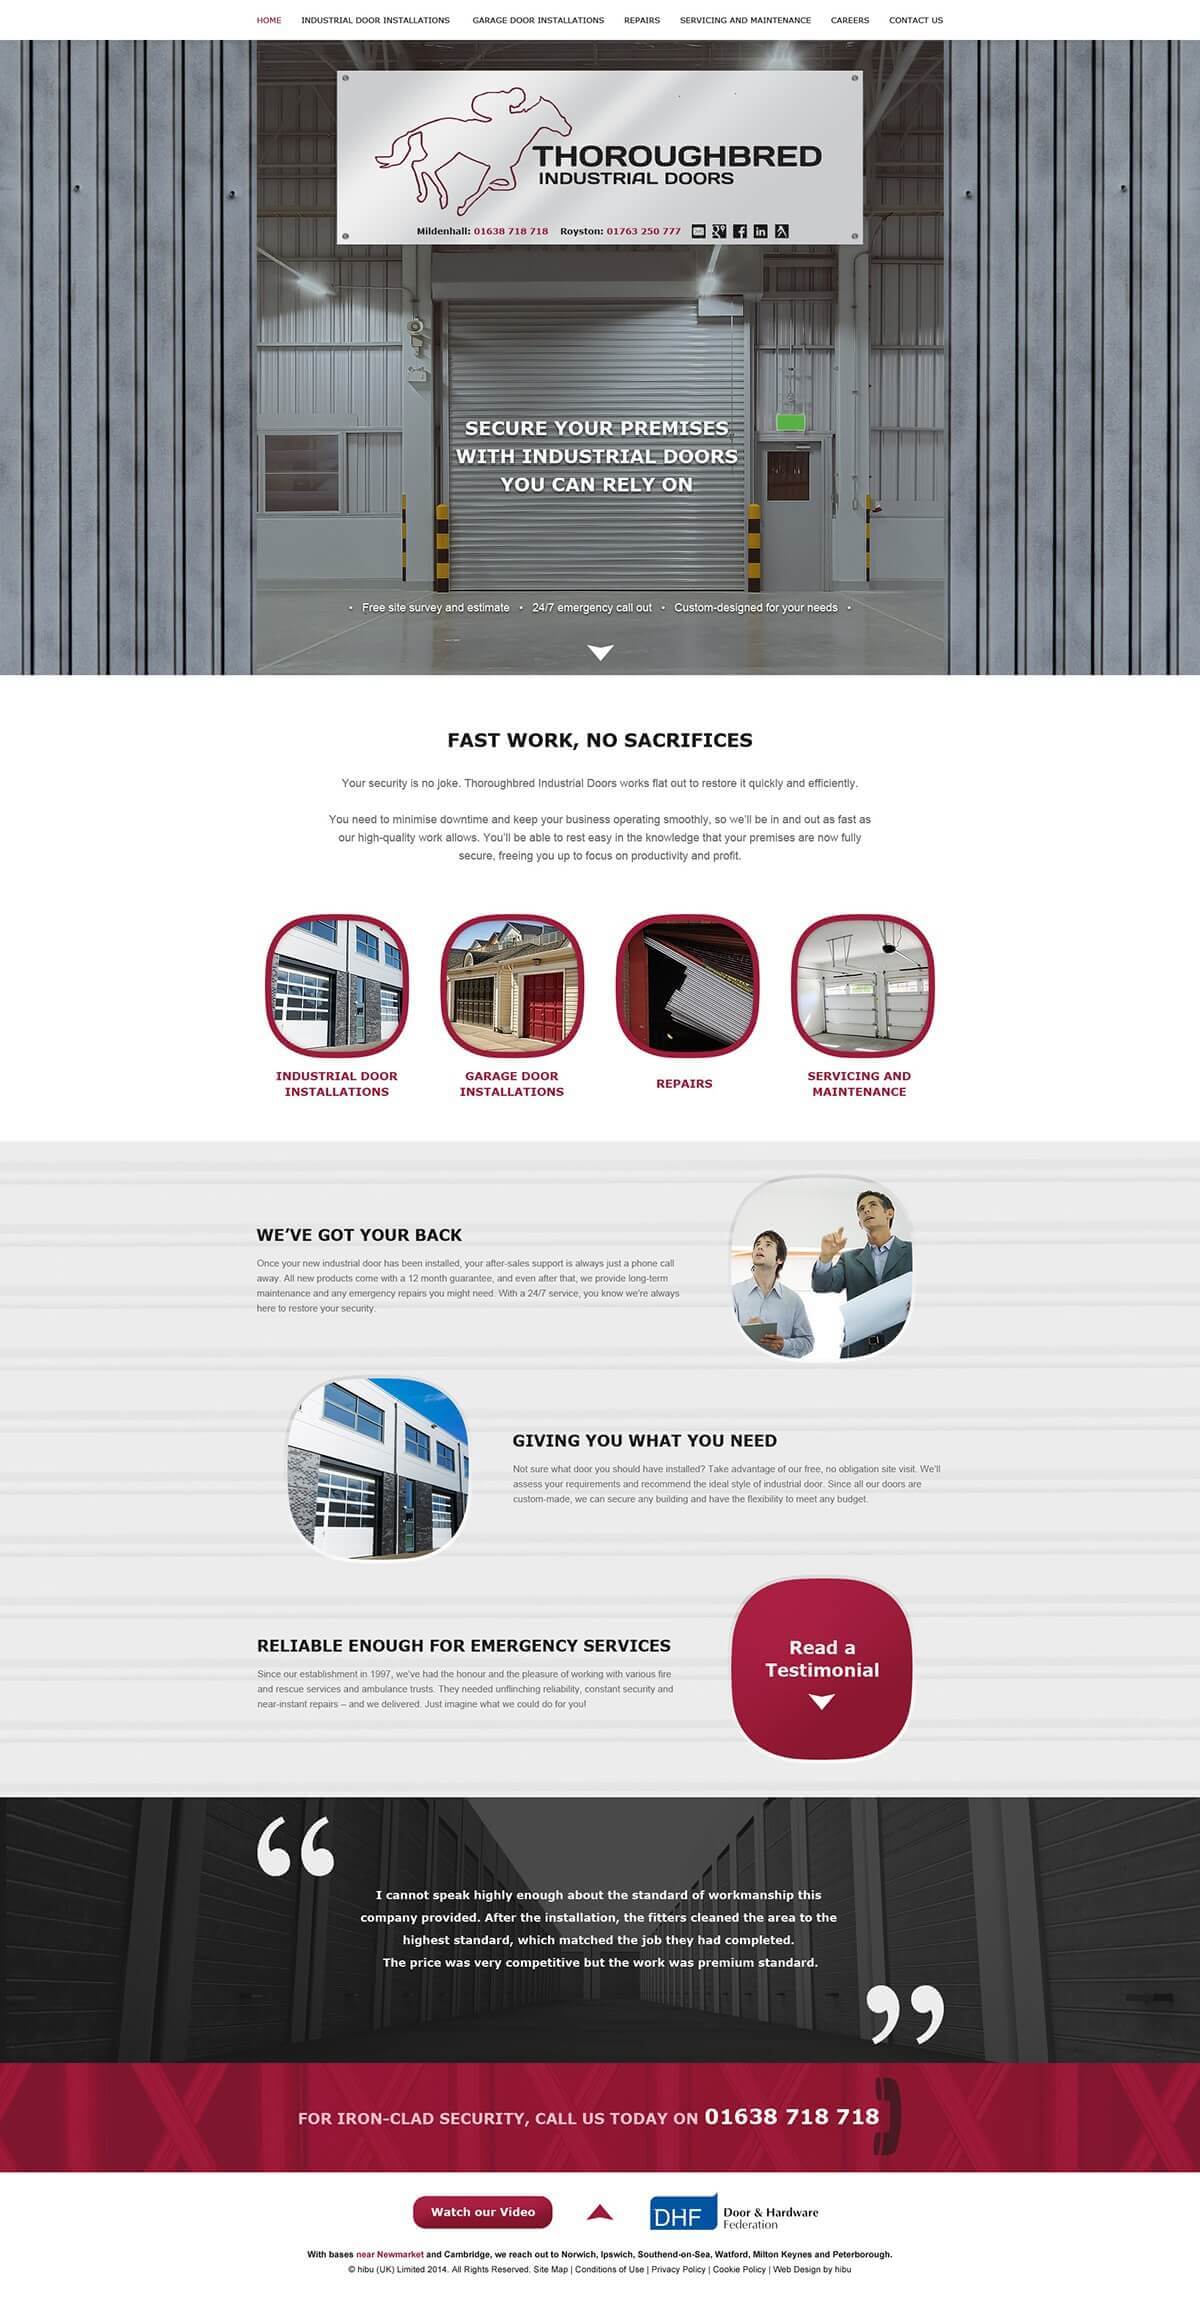 HOME INDUSTRIAL DOOR INSTALLATIONS GARAGE DOOR INSTALLATIONS REPAIRS SERVICING AND MAINTENANCE CAREERS CONTACT US
THOROUGHBRED
INDUSTRIAL DOORS
Mildenhall: 01638 718 718 Royston: 01763 250 777
SECURE YOUR PREMISES
WITH INDUSTRIAL DOORS
YOU CAN RELY ON
• Free site survey and estimate • 24/7 emergency call out • Custom-designed for your needs •
FAST WORK, NO SACRIFICES
Your security is no joke. Thoroughbred Industrial Doors works flat out to restore it quickly and efficiently.
You need to minimise downtime and keep your business operating smoothly, so we'll be in and out as fast as
our high-quality work allows. You'll be able to rest easy in the knowledge that your premises are now fully
secure, freeing you up to focus on productivity and profit.
INDUSTRIAL DOOR
INSTALLATIONS
GARAGE DOOR
INSTALLATIONS
REPAIRS
SERVICING AND
MAINTENANCE
WE'VE GOT YOUR BACK
Once your new industrial door has been installed, your after-sales support is always just a phone call
away. All new products come with a 12 month guarantee, and even after that, we provide long-term
maintenance and any emergency repairs you might need. With a 24/7 service, you know we're always
here to restore your security.
GIVING YOU WHAT YOU NEED
Not sure what door you should have installed? Take advantage of our free, no obligation site visit. We'll
assess your requirements and recommend the ideal style of industrial door. Since all our doors are
custom-made, we can secure any building and have the flexibility to meet any budget.
RELIABLE ENOUGH FOR EMERGENCY SERVICES
Since our establishment in 1997, we've had the honour and the pleasure of working with various fire
and rescue services and ambulance trusts. They needed unflinching reliability, constant security and
near-instant repairs – and we delivered. Just imagine what we could do for you!
Read a
Testimonial
“
I cannot speak highly enough about the standard of workmanship this
company provided. After the installation, the fitters cleaned the area to the
highest standard, which matched the job they had completed.
The price was very competitive but the work was premium standard.
”
FOR IRON-CLAD SECURITY, CALL US TODAY ON 01638 718 718
Watch our Video
DHF Door & Hardware
Federation
With bases near Newmarket and Cambridge, we reach out to Norwich, Ipswich, Southend-on-Sea, Watford, Milton Keynes and Peterborough.
© hibu (UK) Limited 2014. All Rights Reserved. Site Map | Conditions of Use | Privacy Policy | Cookie Policy | Web Design by hibu